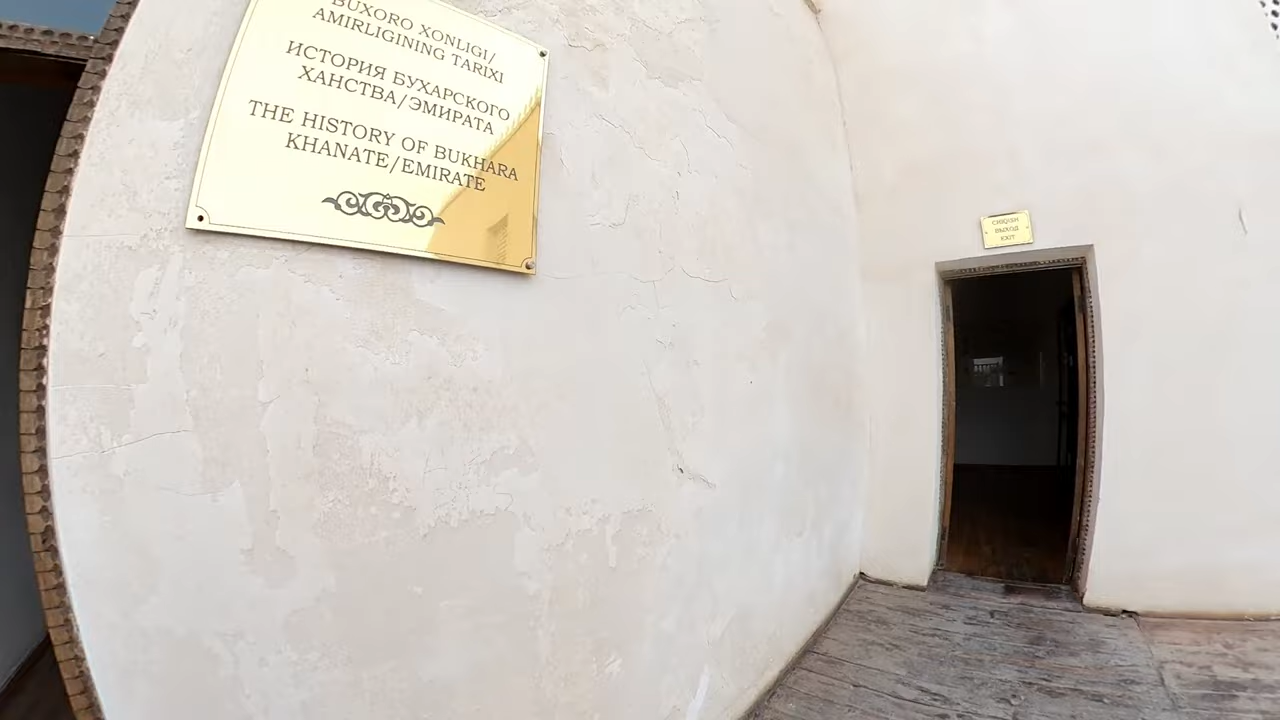 BUXORO XONLIGI/
AMIRLIGINING TARIXI
ИСТОРИЯ БУХАРСКОГО
ХАНСТВА/ЭМИРАТА
THE HISTORY OF BUKHARA
KHANATE/EMIRATE
CHIQISH
ВЫХОД
EXIT